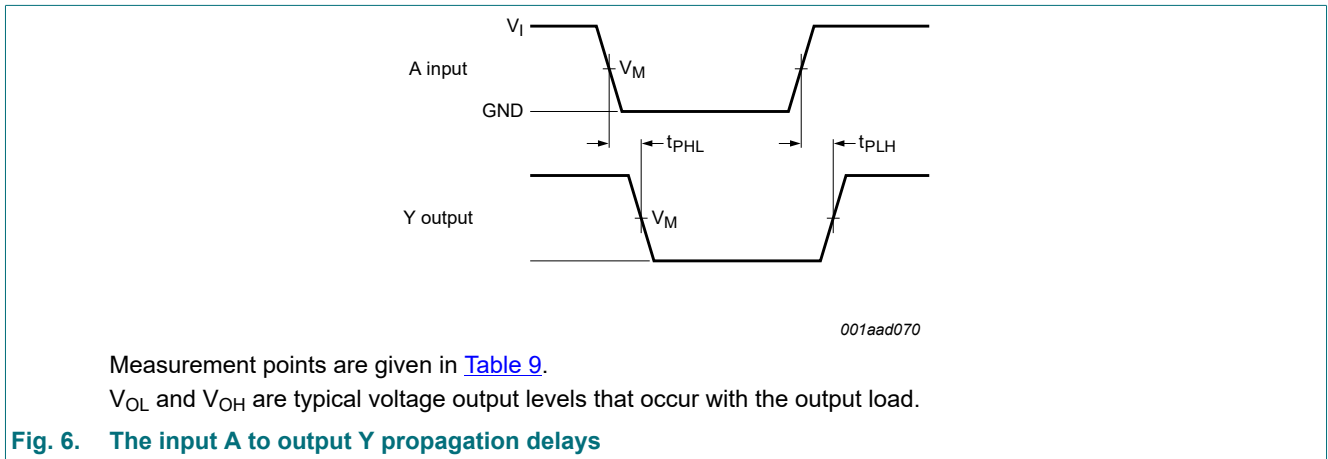 VI
A input
VM
GND
tPHL
tPLH
Y output
VM
001aad070
Measurement points are given in Table 9.
VOL and VOH are typical voltage output levels that occur with the output load.
Fig. 6. The input A to output Y propagation delays